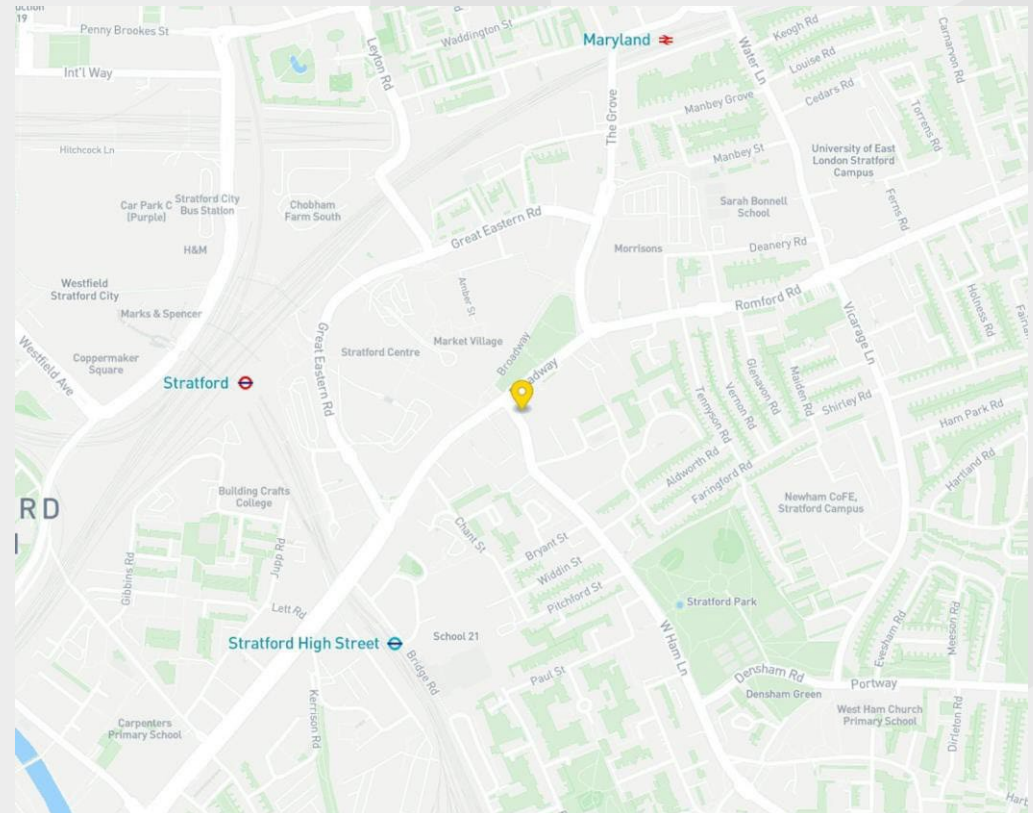 19
Penny Brookes St
Int'l Way
Hitchcock Ln
Leyton Rd
Waddington St
Maryland
The Grove
Water Ln
Keogh Rd
Louise Rd
Cedars Rd
Carnarvon Rd
Torrens Rd
Manbey Grove
Manbey St
University of East
London Stratford
Campus
Ferns Rd
Car Park C
(Purple)
Stratford City
Bus Station
Chobham
Farm South
Great Eastern Rd
Sarah Bonnell
School
Deanery Rd
Morrisons
H&M
Westfield
Stratford City
Marks & Spencer
Amber St
Romford Rd
Vicarage Ln
Holness Rd
Market Village
Broadway
Stratford Centre
Great Eastern Rd
Westfield Ave
Coppermaker
Square
Stratford
adway
Tennyson Rd
Vernon Rd
Glenavon Rd
Maiden Rd
Shirley Rd
Ham Park Rd
Hartland Rd
Aldworth Rd
Faringford Rd
Newham CoFE,
Stratford Campus
RD
Building Crafts
College
Chant St
Bryant St
Widdin St
Pitchford St
Gibbins Rd
Jupp Rd
Lett Rd
Stratford Park
Stratford High Street
School 21
Bridge Rd
W Ham Ln
Evesham Rd
Meeson Rd
Paul St
Densham Rd
Densham Green
Portway
Kerrison Rd
Carpenters
Primary School
West Ham Church
Primary School
Dirleton Rd